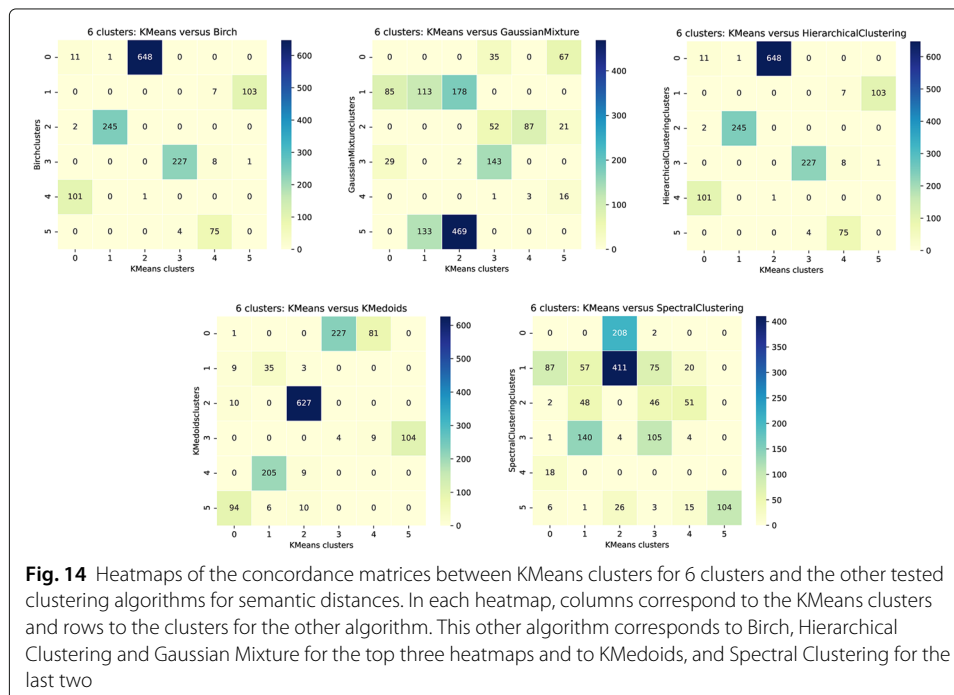 6 clusters: KMeans versus Birch
Birchclusters
0 11 1 648 0 0 0
1 0 0 0 0 7 103
2 2 245 0 0 0 0
3 0 0 0 227 8 1
4 101 0 1 0 0 0
5 0 0 0 4 75 0
0 1 2 3 4 5
KMeans clusters
600
500
400
300
200
100
0
6 clusters: KMeans versus GaussianMixture
GaussianMixtureclusters
0 0 0 0 35 0 67
1 85 113 178 0 0 0
2 0 0 0 52 87 21
3 29 0 2 143 0 0
4 0 0 0 1 3 16
5 0 133 469 0 0 0
0 1 2 3 4 5
KMeans clusters
400
300
200
100
0
6 clusters: KMeans versus HierarchicalClustering
HierarchicalClusteringclusters
0 11 1 648 0 0 0
1 0 0 0 0 7 103
2 2 245 0 0 0 0
3 0 0 0 227 8 1
4 101 0 1 0 0 0
5 0 0 0 4 75 0
0 1 2 3 4 5
KMeans clusters
600
500
400
300
200
100
0
6 clusters: KMeans versus KMedoids
KMedoidsclusters
0 1 0 0 227 81 0
1 9 35 3 0 0 0
2 10 0 627 0 0 0
3 0 0 0 4 9 104
4 0 205 9 0 0 0
5 94 6 10 0 0 0
0 1 2 3 4 5
KMeans clusters
600
500
400
300
200
100
0
6 clusters: KMeans versus SpectralClustering
SpectralClusteringclusters
0 0 0 208 2 0 0
1 87 57 411 75 20 0
2 2 48 0 46 51 0
3 1 140 4 105 4 0
4 18 0 0 0 0 0
5 6 1 26 3 15 104
0 1 2 3 4 5
KMeans clusters
400
350
300
250
200
150
100
50
0
Fig. 14 Heatmaps of the concordance matrices between KMeans clusters for 6 clusters and the other tested
clustering algorithms for semantic distances. In each heatmap, columns correspond to the KMeans clusters
and rows to the clusters for the other algorithm. This other algorithm corresponds to Birch, Hierarchical
Clustering and Gaussian Mixture for the top three heatmaps and to KMedoids, and Spectral Clustering for the
last two